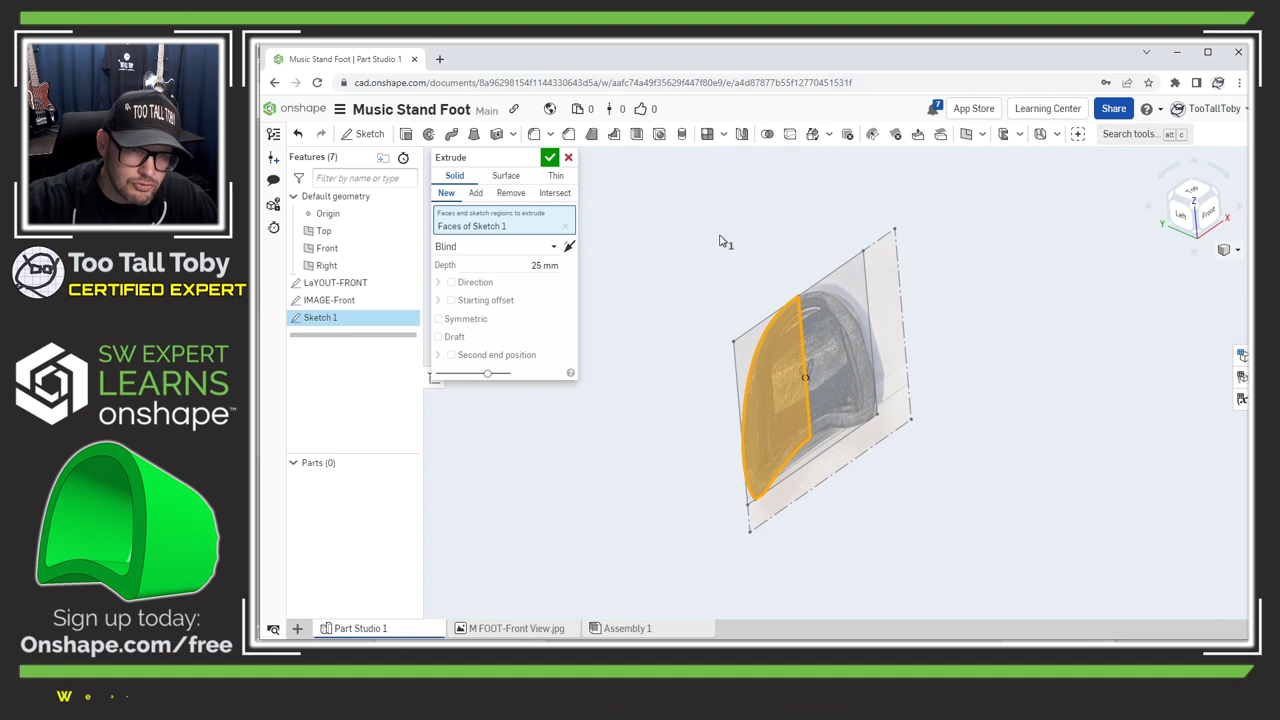 Music Stand Foot | Part Studio 1
cad.onshape.com/documents/8a96298154f1144330643d5a/w/aafc74a49f35629f447f80e9/e/a4d87877b55f12770451531f
onshape
Music Stand Foot Main
0 0 0
7
App Store
Learning Center
Share
TooTallToby
Sketch
Search tools... alt c
Features (7)
Filter by name or type
Default geometry
Origin
Top
Front
Right
LaYOUT-FRONT
IMAGE-Front
Sketch 1
Parts (0)
Extrude
Solid Surface Thin
New Add Remove Intersect
Faces and sketch regions to extrude
Faces of Sketch 1
Blind
Depth 25 mm
Direction
Starting offset
Symmetric
Draft
Second end position
Top
Left
Front
Z
Y
X
Part Studio 1
M FOOT-Front View.jpg
Assembly 1
TOO TALL TOBY
Too Tall Toby
CERTIFIED EXPERT
SW EXPERT
LEARNS
onshape™
Sign up today:
Onshape.com/free
W e